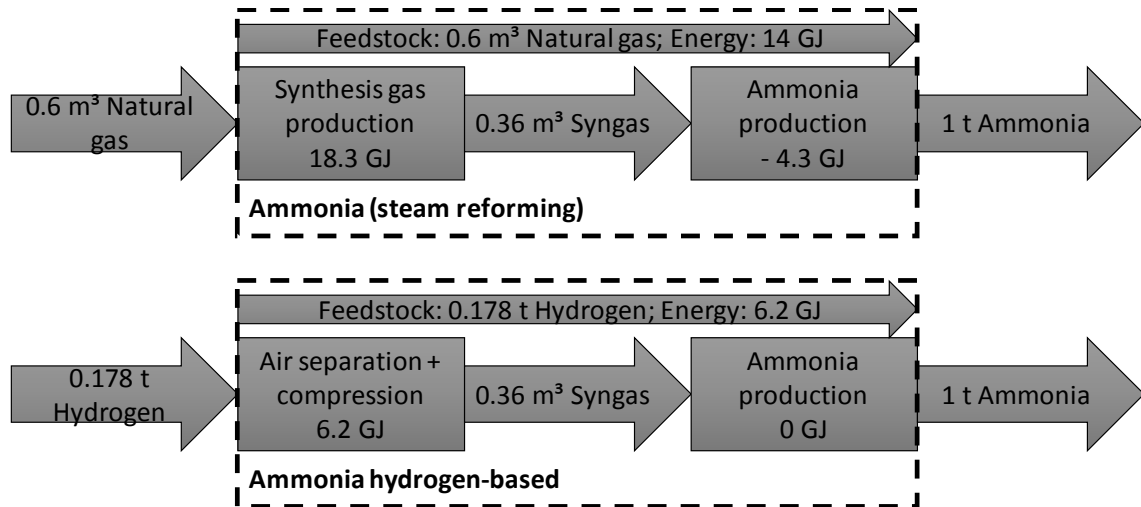 Feedstock: 0.6 m³ Natural gas; Energy: 14 GJ
0.6 m³ Natural
gas
Synthesis gas
production
18.3 GJ
0.36 m³ Syngas
Ammonia
production
- 4.3 GJ
1 t Ammonia
Ammonia (steam reforming)
Feedstock: 0.178 t Hydrogen; Energy: 6.2 GJ
0.178 t
Hydrogen
Air separation +
compression
6.2 GJ
0.36 m³ Syngas
Ammonia
production
0 GJ
1 t Ammonia
Ammonia hydrogen-based